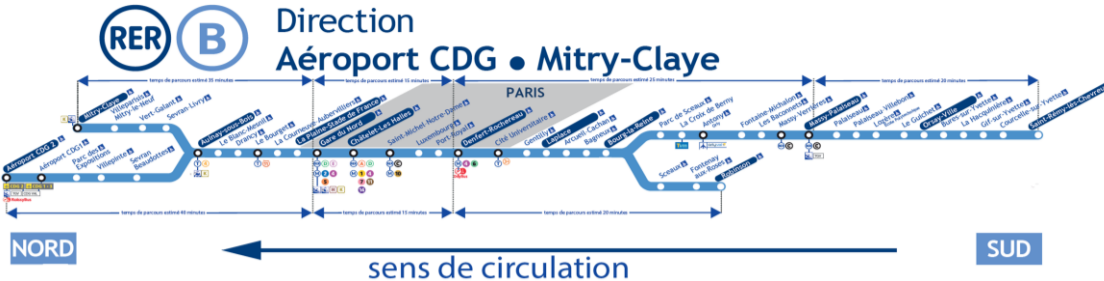 RER B
Direction
Aéroport CDG ● Mitry-Claye
temps de parcours estimé 35 minutes
temps de parcours estimé 15 minutes
temps de parcours estimé 25 minutes
temps de parcours estimé 20 minutes
PARIS
Mitry-Claye
Villeparisis
Mitry-le-Neuf
Vert-Galant
Sevran Livry
Aéroport CDG 2
Aéroport CDG1
Parc des
Expositions
Villepinte
Sevran
Beaudottes
Aulnay-sous-Bois
Le Blanc-Mesnil
Drancy
Le Bourget
La Courneuve-Aubervilliers
La Plaine-Stade de France
Gare du Nord
Châtelet-Les Halles
Saint-Michel Notre-Dame
Luxembourg
Port-Royal
Denfert-Rochereau
Cité Universitaire
Gentilly
Laplace
Arcueil-Cachan
Bagneux
Bourg-la-Reine
Parc de Sceaux
La Croix de Berny
Antony
Fontaine-Michalon
Les Baconnets
Massy-Verrières
Massy-Palaiseau
Palaiseau
Palaiseau Villebon
Lozère
Le Guichet
Orsay-Ville
Bures-sur-Yvette
La Hacquinière
Gif-sur-Yvette
Courcelle-sur-Yvette
Saint-Rémy-lès-Chevreuse
Sceaux
Fontenay
aux-Roses
Robinson
temps de parcours estimé 40 minutes
temps de parcours estimé 15 minutes
temps de parcours estimé 20 minutes
NORD
SUD
sens de circulation